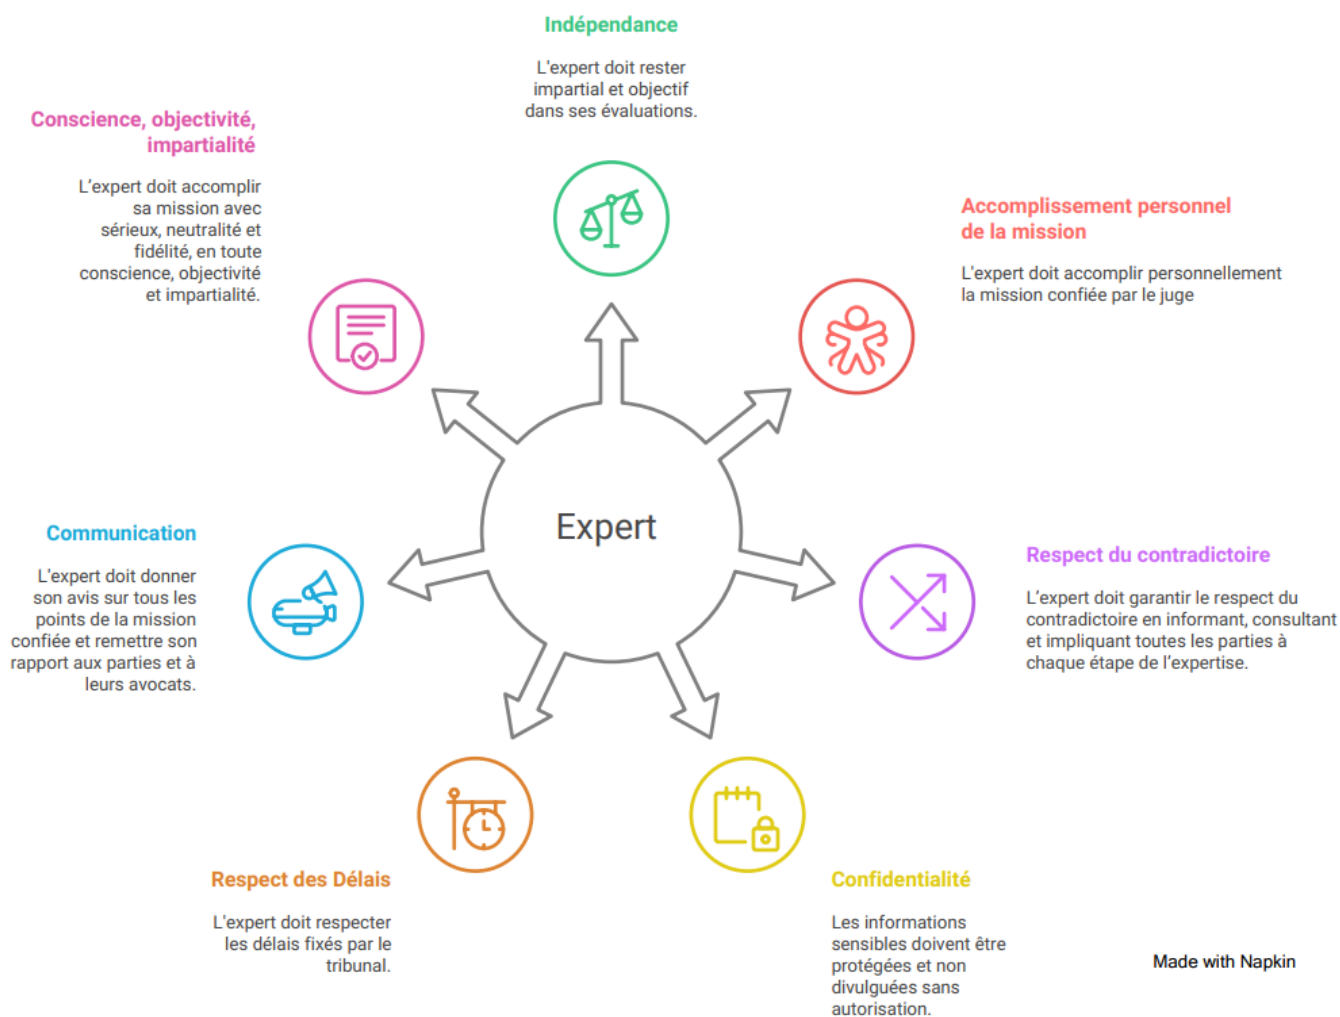 Indépendance
L'expert doit rester
impartial et objectif
dans ses évaluations.
Conscience, objectivité,
impartialité
L'expert doit accomplir
sa mission avec
sérieux, neutralité et
fidélité, en toute
conscience, objectivité
et impartialité.
Accomplissement personnel
de la mission
L'expert doit accomplir personnellement
la mission confiée par le juge
Expert
Communication
L'expert doit donner
son avis sur tous les
points de la mission
confiée et remettre son
rapport aux parties et à
leurs avocats.
Respect du contradictoire
L'expert doit garantir le respect du
contradictoire en informant, consultant
et impliquant toutes les parties à
chaque étape de l'expertise.
Respect des Délais
L'expert doit respecter
les délais fixés par le
tribunal.
Confidentialité
Les informations
sensibles doivent être
protégées et non
divulguées sans
autorisation.
Made with Napkin